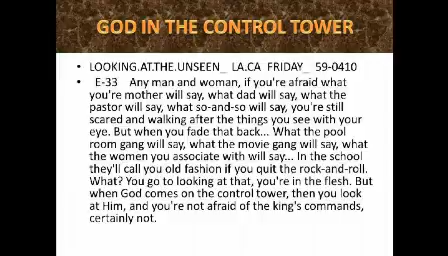 GOD IN THE CONTROL TOWER
• LOOKING.AT.THE.UNSEEN_ LA.CA FRIDAY_ 59-0410
• E-33 Any man and woman, if you're afraid what
you're mother will say, what dad will say, what the
pastor will say, what so-and-so will say, you're still
scared and walking after the things you see with your
eye. But when you fade that back... What the pool
room gang will say, what the movie gang will say, what
the women you associate with will say... In the school
they'll call you old fashion if you quit the rock-and-roll.
What? You go to looking at that, you're in the flesh. But
when God comes on the control tower, then you look
at Him, and you're not afraid of the king's commands,
certainly not.